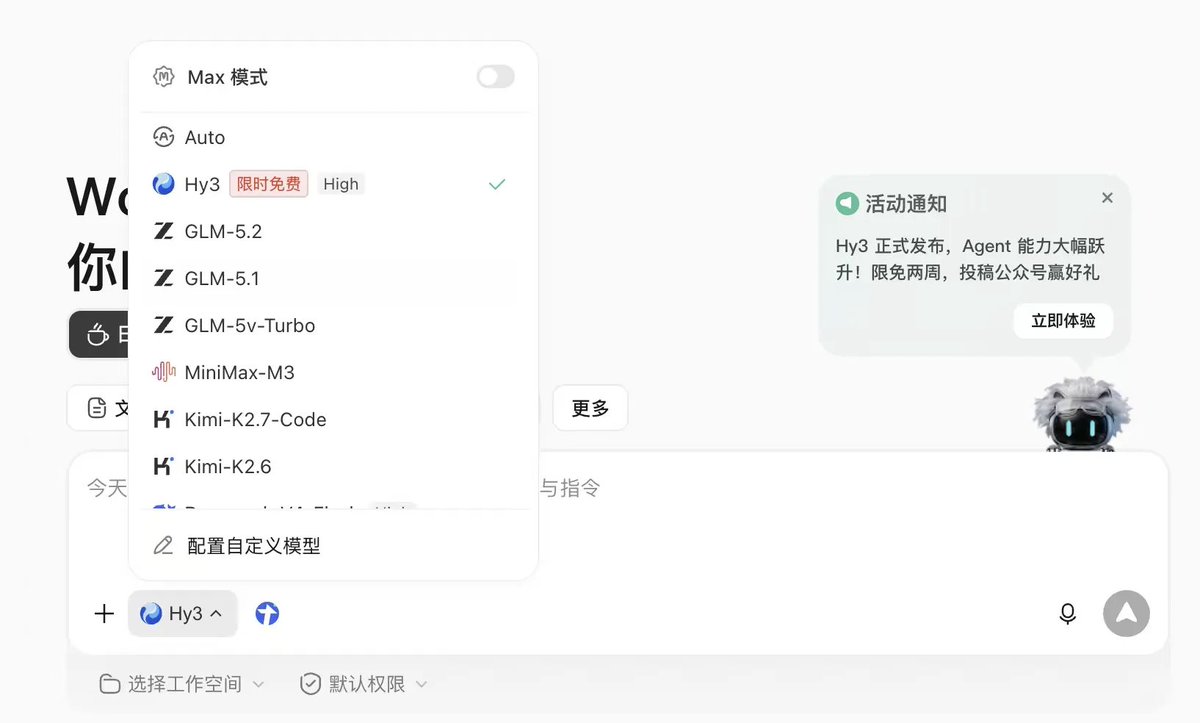 Max 模式
Auto
Hy3 限时免费 High
GLM-5.2
GLM-5.1
GLM-5v-Turbo
MiniMax-M3
Kimi-K2.7-Code
Kimi-K2.6
配置自定义模型
活动通知
Hy3 正式发布，Agent 能力大幅跃
升！限免两周，投稿公众号赢好礼
立即体验
更多
今天
与指令
Hy3
选择工作空间
默认权限